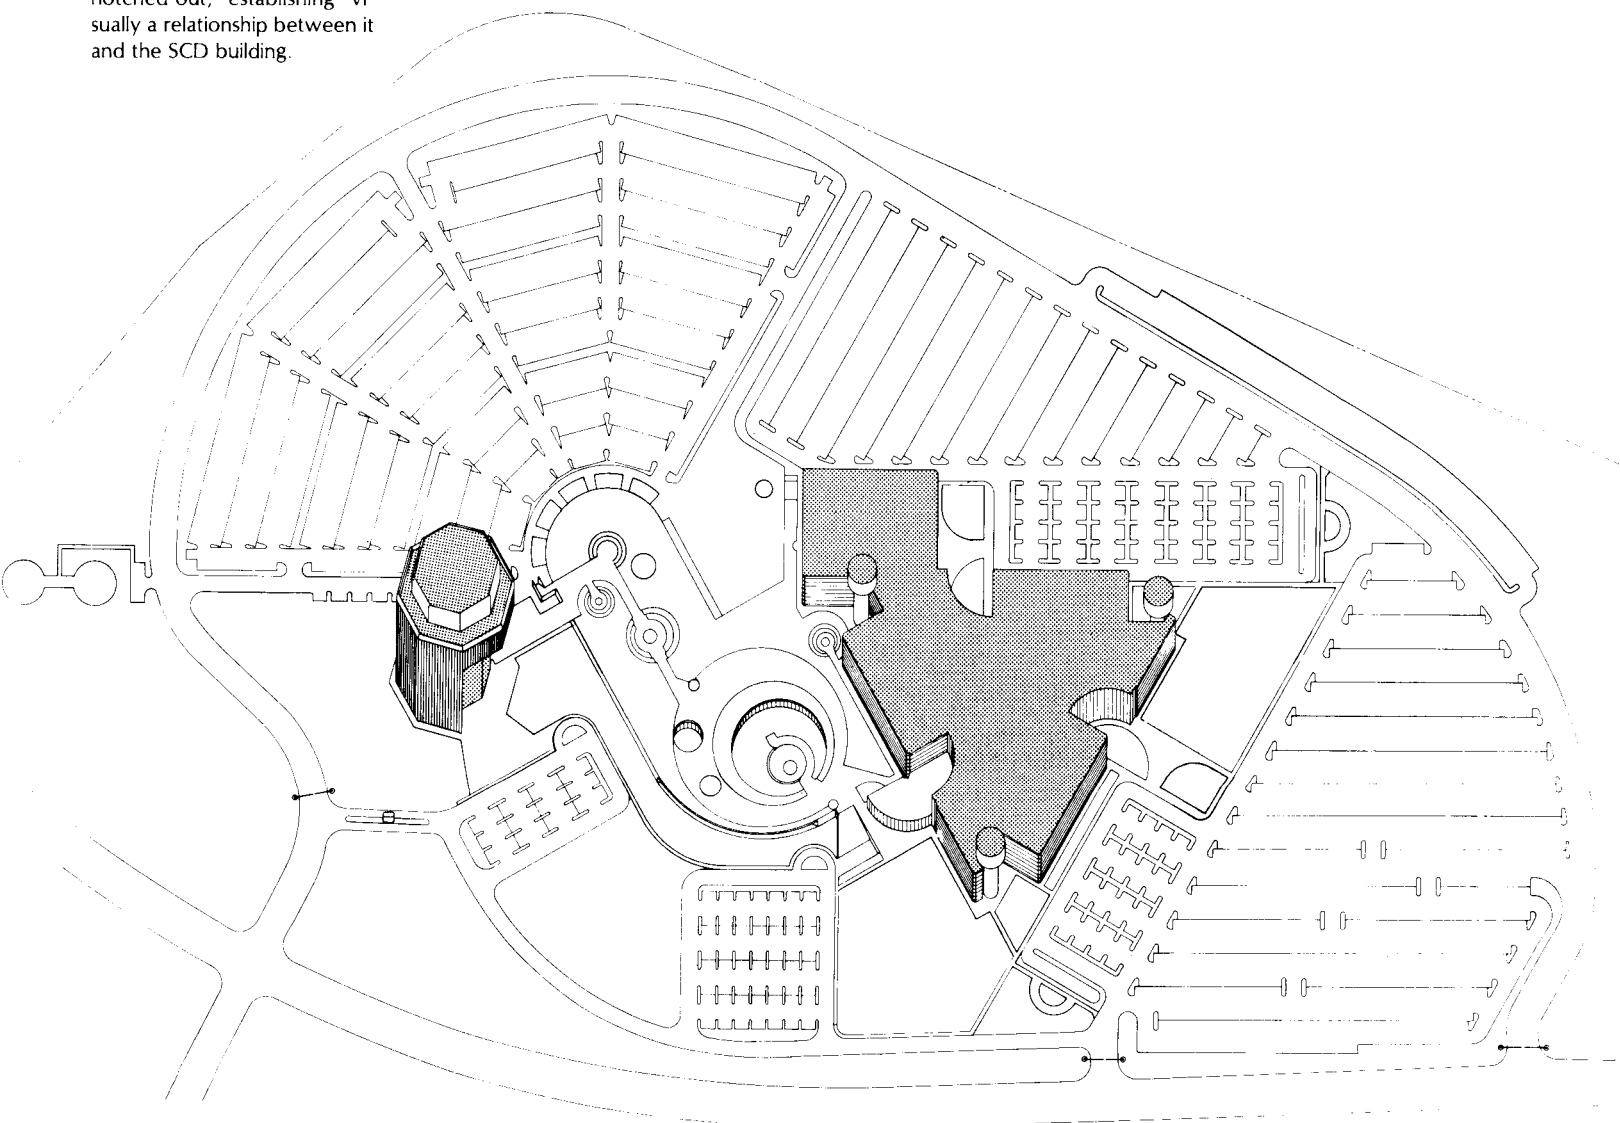 notched out, establishing vi-
sually a relationship between it
and the SCD building.